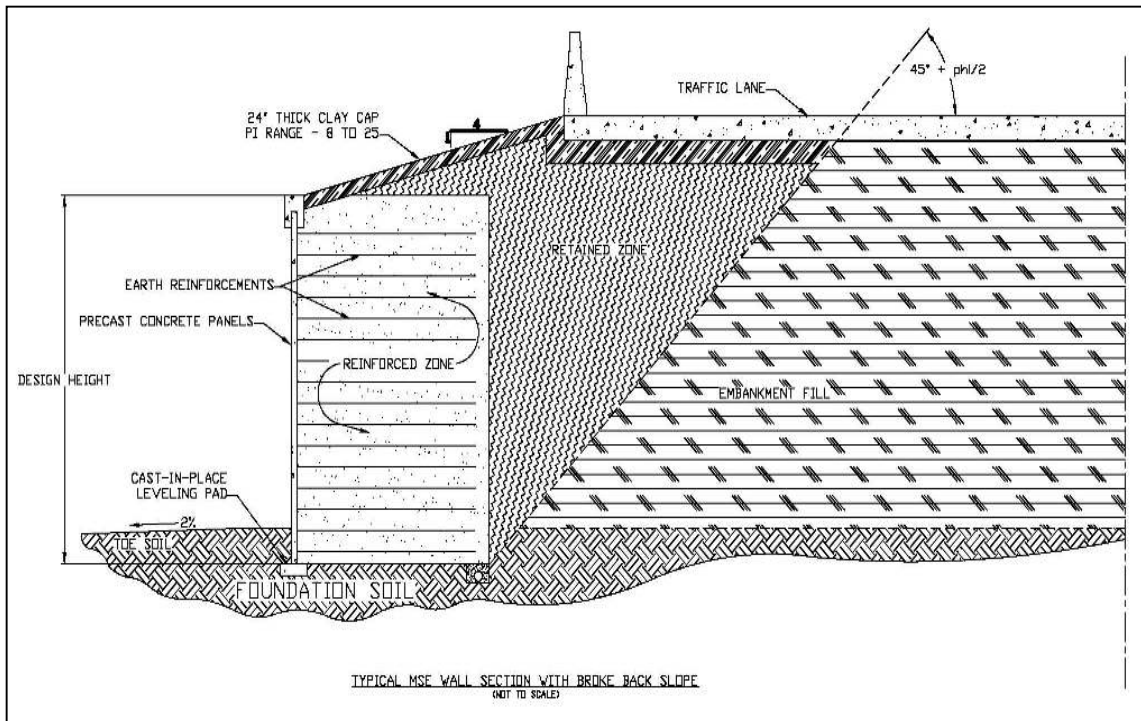 45° + phi/2
TRAFFIC LANE
24" THICK CLAY CAP
PI RANGE - 8 TO 25
4
RETAINED ZONE
EARTH REINFORCEMENTS
PRECAST CONCRETE PANELS
REINFORCED ZONE
DESIGN HEIGHT
EMBANKMENT FILL
CAST-IN-PLACE
LEVELING PAD
2%
TOE SOIL
FOUNDATION SOIL
TYPICAL MSE WALL SECTION WITH BROKE BACK SLOPE
(NOT TO SCALE)